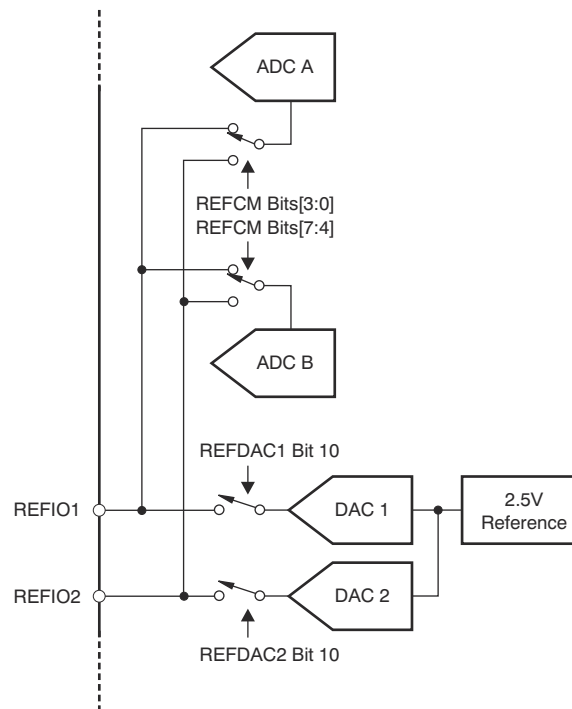 ADC A
REFCM Bits[3:0]
REFCM Bits[7:4]
ADC B
REFDAC1 Bit 10
REFIO1
DAC 1
2.5V
Reference
REFIO2
DAC 2
REFDAC2 Bit 10